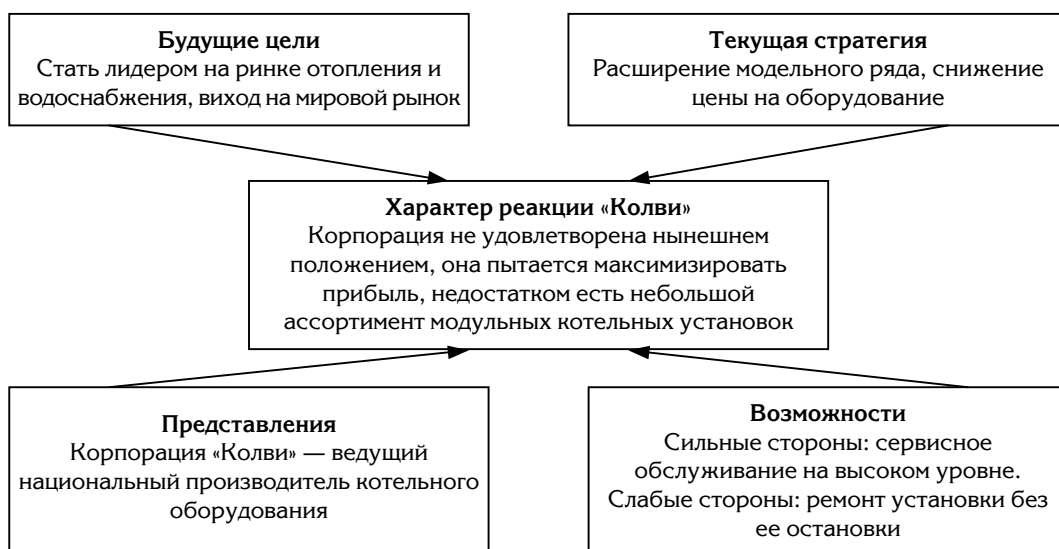 Будущие цели
Стать лидером на ринке отопления и
водоснабжения, виход на мировой рынок
Текущая стратегия
Расширение модельного ряда, снижение
цены на оборудование
Характер реакции «Колви»
Корпорация не удовлетворена нынешнем
положением, она пытается максимизировать
прибыль, недостатком есть небольшой
ассортимент модульных котельных установок
Представления
Корпорация «Колви» — ведущий
национальный производитель котельного
оборудования
Возможности
Сильные стороны: сервисное
обслуживание на высоком уровне.
Слабые стороны: ремонт установки без
ее остановки